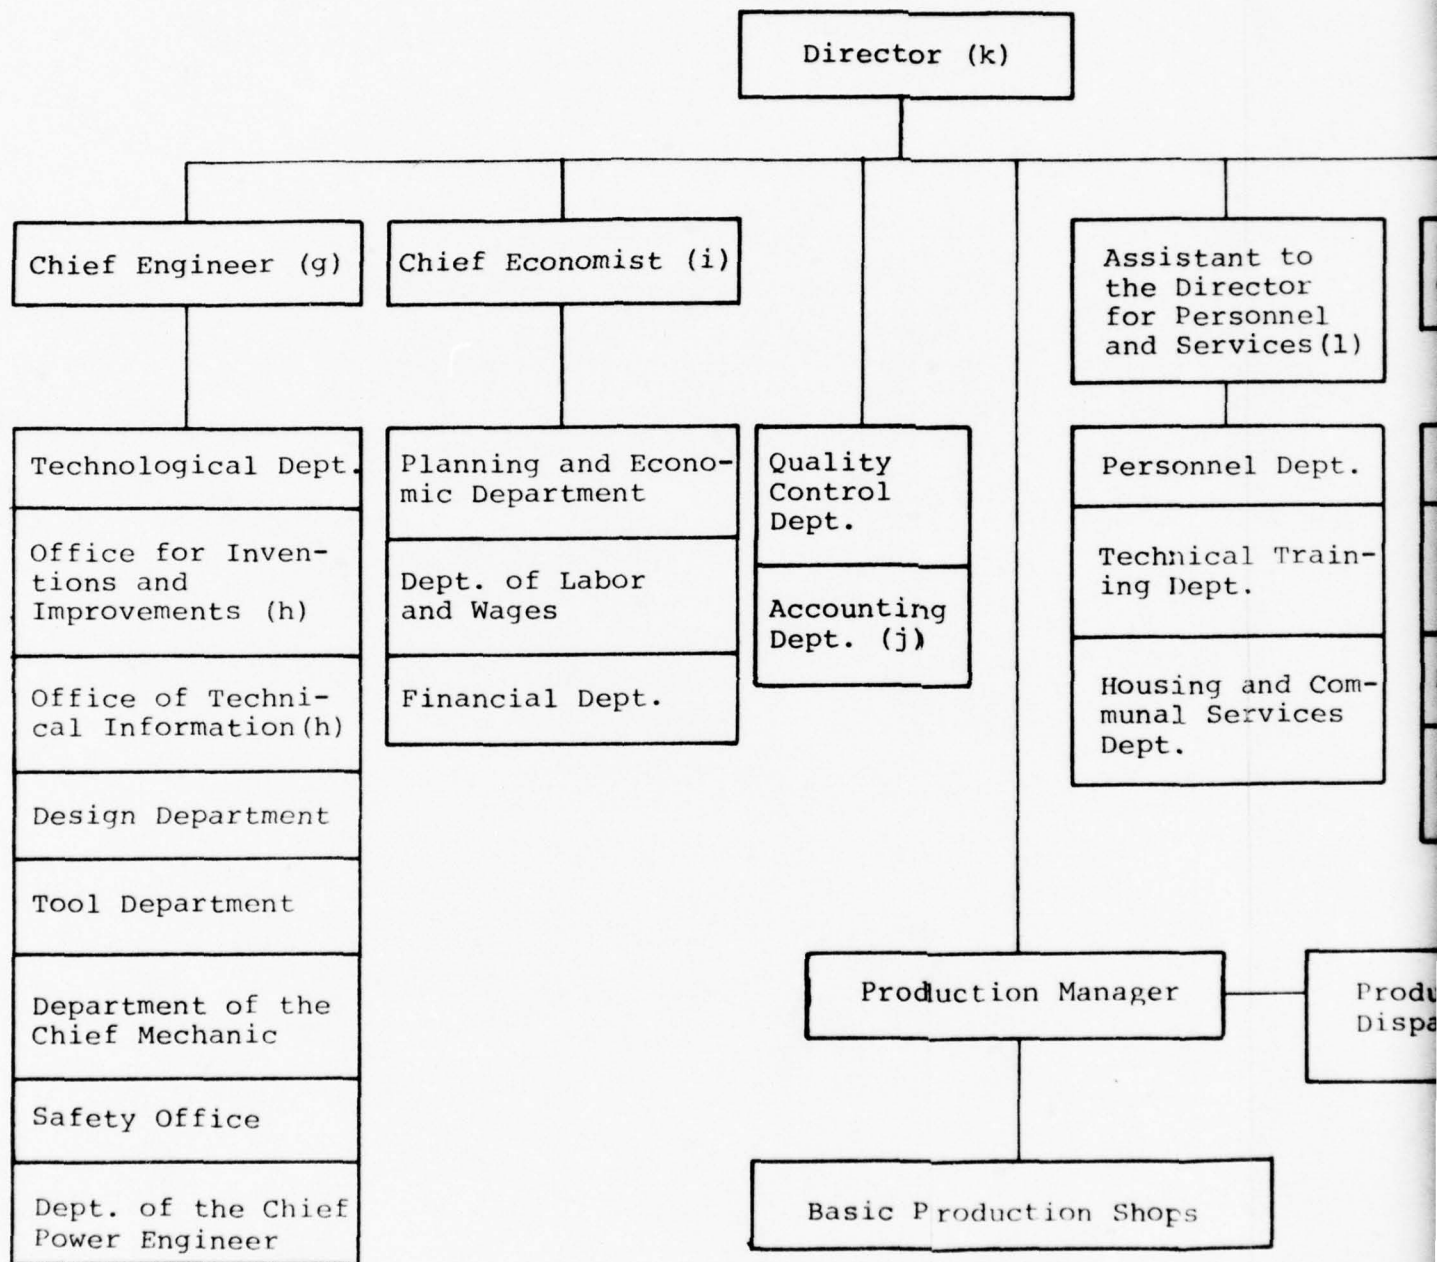 Director (k)
Chief Engineer (g)
Chief Economist (i)
Assistant to
the Director
for Personnel
and Services(l)
Technological Dept.
Office for Inven-
tions and
Improvements (h)
Office of Techni-
cal Information(h)
Design Department
Tool Department
Department of the
Chief Mechanic
Safety Office
Dept. of the Chief
Power Engineer
Planning and Econo-
mic Department
Dept. of Labor
and Wages
Financial Dept.
Quality
Control
Dept.
Accounting
Dept. (j)
Personnel Dept.
Technical Train-
ing Dept.
Housing and Com-
munal Services
Dept.
Production Manager
Basic Production Shops